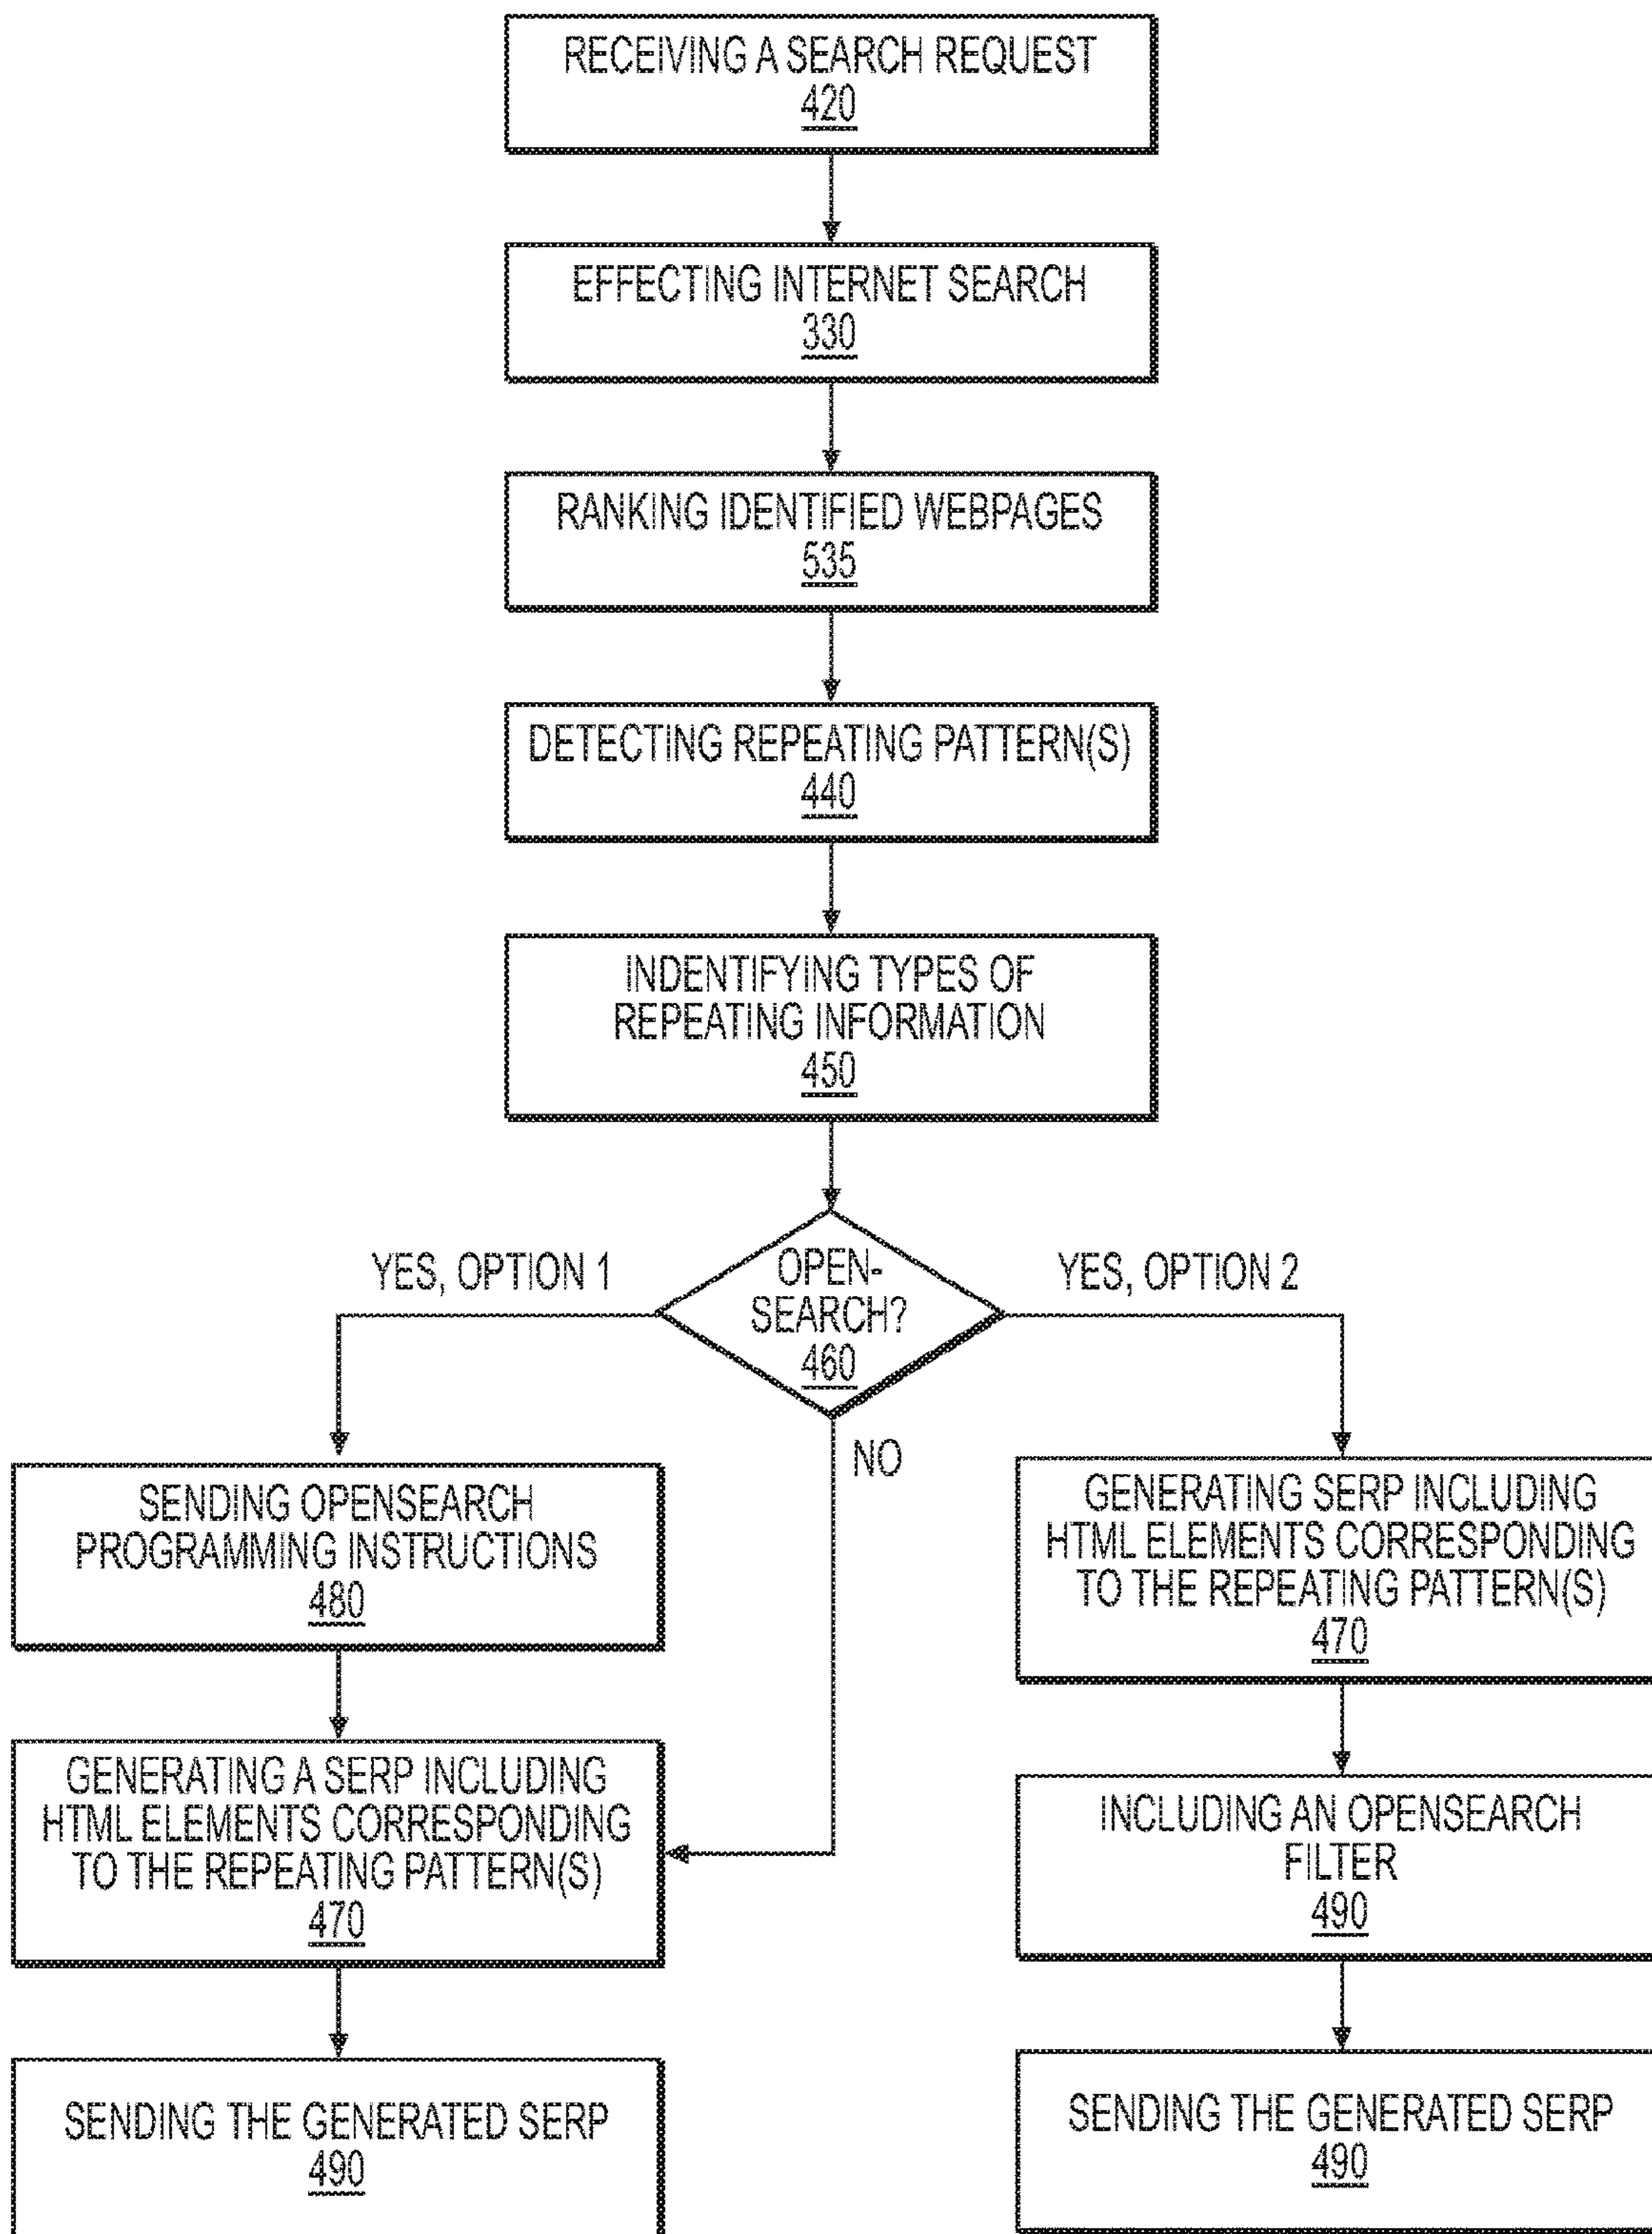 RECEIVING A SEARCH REQUEST
420
EFFECTING INTERNET SEARCH
330
RANKING IDENTIFIED WEBPAGES
535
DETECTING REPEATING PATTERN(S)
440
INDENTIFYING TYPES OF
REPEATING INFORMATION
450
YES, OPTION 1
OPEN-
SEARCH?
460
YES, OPTION 2
NO
SENDING OPENSEARCH
PROGRAMMING INSTRUCTIONS
480
GENERATING A SERP INCLUDING
HTML ELEMENTS CORRESPONDING
TO THE REPEATING PATTERN(S)
470
SENDING THE GENERATED SERP
490
GENERATING SERP INCLUDING
HTML ELEMENTS CORRESPONDING
TO THE REPEATING PATTERN(S)
470
INCLUDING AN OPENSEARCH
FILTER
490
SENDING THE GENERATED SERP
490